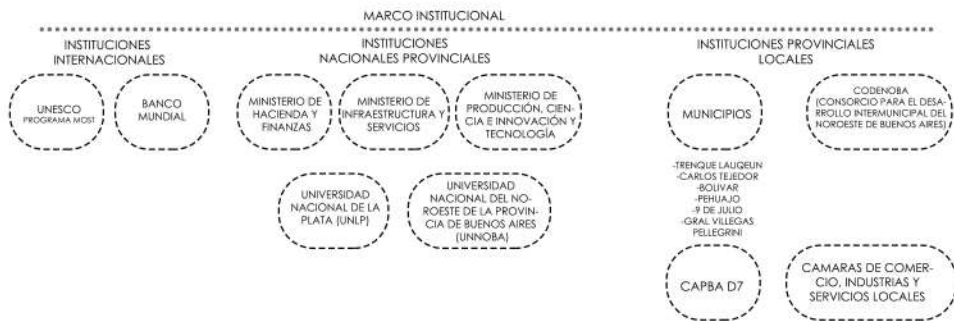 MARCO INSTITUCIONAL
INSTITUCIONES
INTERNACIONALES
UNESCO
PROGRAMA MOST
BANCO
MUNDIAL
INSTITUCIONES
NACIONALES PROVINCIALES
MINISTERIO DE
HACIENDA Y
FINANZAS
MINISTERIO DE
INFRAESTRUCTURA Y
SERVICIOS
MINISTERIO DE
PRODUCCIÓN, CIEN-
CIA E INNOVACIÓN Y
TECNOLOGÍA
UNIVERSIDAD
NACIONAL DE LA
PLATA (UNLP)
UNIVERSIDAD
NACIONAL DEL NO-
ROESTE DE LA PROVIN-
CIA DE BUENOS AIRES
(UNNOBA)
INSTITUCIONES PROVINCIALES
LOCALES
MUNICIPIOS
CODENOBA
(CONSORCIO PARA EL DESA-
RROLLO INTERMUNICIPAL DEL
NOROESTE DE BUENOS AIRES)
-TRENQUE LAUQEUN
-CARLOS TEJEDOR
-BOLIVAR
-PEHUAJO
-9 DE JULIO
-GRAL VILLEGAS
PELLEGRINI
CAPBA D7
CAMARAS DE COMER-
CIO, INDUSTRIAS Y
SERVICIOS LOCALES